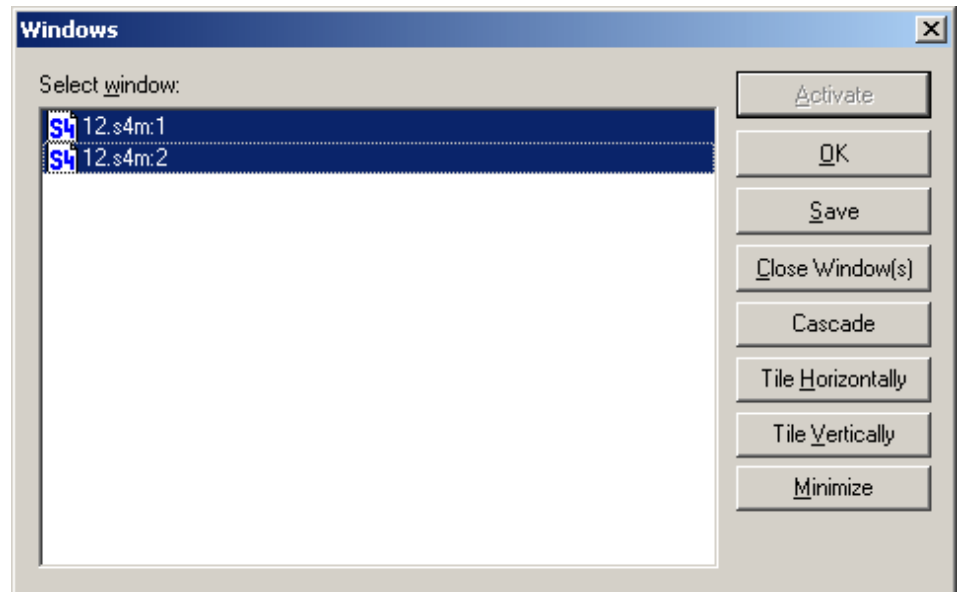 Windows
Select window:
S4 12.s4m:1
S4 12.s4m:2
Activate
OK
Save
Close Window(s)
Cascade
Tile Horizontally
Tile Vertically
Minimize